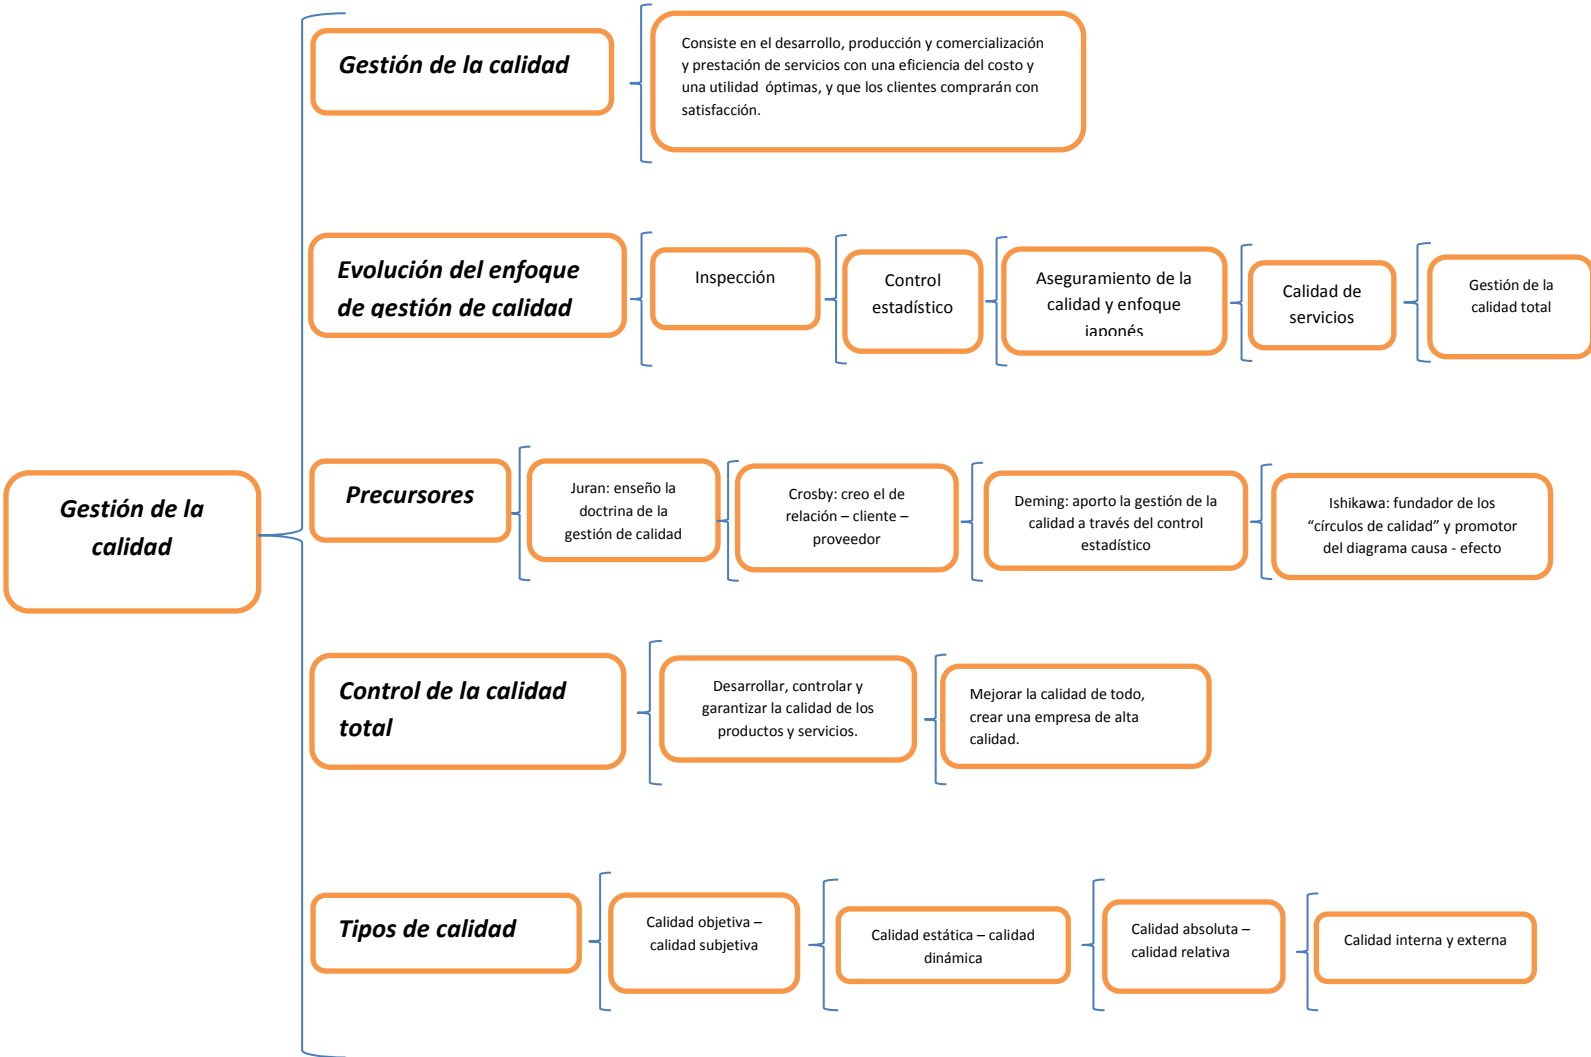 Gestión de la calidad
Consiste en el desarrollo, producción y comercialización
y prestación de servicios con una eficiencia del costo y
una utilidad óptimas, y que los clientes comprarán con
satisfacción.
Evolución del enfoque
de gestión de calidad
Inspección
Control
estadístico
Aseguramiento de la
calidad y enfoque
japonés
Calidad de
servicios
Gestión de la
calidad total
Gestión de la
calidad
Precursores
Juran: enseño la
doctrina de la
gestión de calidad
Crosby: creo el de
relación – cliente –
proveedor
Deming: aporto la gestión de la
calidad a través del control
estadístico
Ishikawa: fundador de los
“círculos de calidad” y promotor
del diagrama causa - efecto
Control de la calidad
total
Desarrollar, controlar y
garantizar la calidad de los
productos y servicios.
Mejorar la calidad de todo,
crear una empresa de alta
calidad.
Tipos de calidad
Calidad objetiva –
calidad subjetiva
Calidad estática – calidad
dinámica
Calidad absoluta –
calidad relativa
Calidad interna y externa